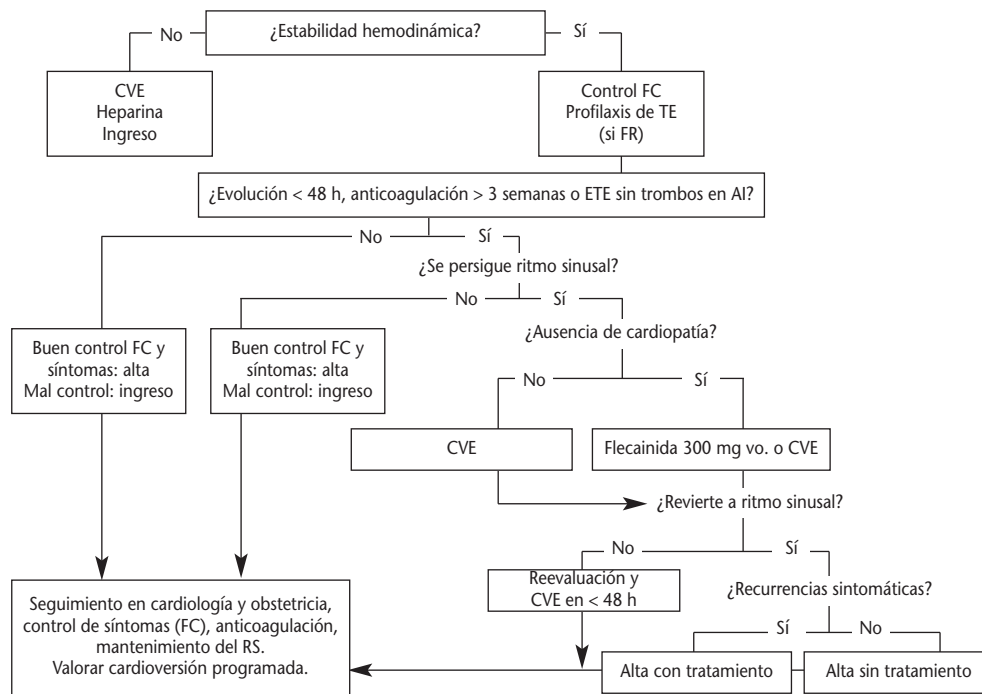 ¿Estabilidad hemodinámica?
No
Sí
CVE
Heparina
Ingreso
Control FC
Profilaxis de TE
(si FR)
¿Evolución < 48 h, anticoagulación > 3 semanas o ETE sin trombos en AI?
No
Sí
¿Se persigue ritmo sinusal?
No
Sí
¿Ausencia de cardiopatía?
Buen control FC y
síntomas: alta
Mal control: ingreso
Buen control FC y
síntomas: alta
Mal control: ingreso
No
Sí
CVE
Flecainida 300 mg vo. o CVE
¿Revierte a ritmo sinusal?
No
Sí
Reevaluación y
CVE en < 48 h
¿Recurrencias sintomáticas?
Sí
No
Seguimiento en cardiología y obstetricia,
control de síntomas (FC), anticoagulación,
mantenimiento del RS.
Valorar cardioversión programada.
Alta con tratamiento
Alta sin tratamiento